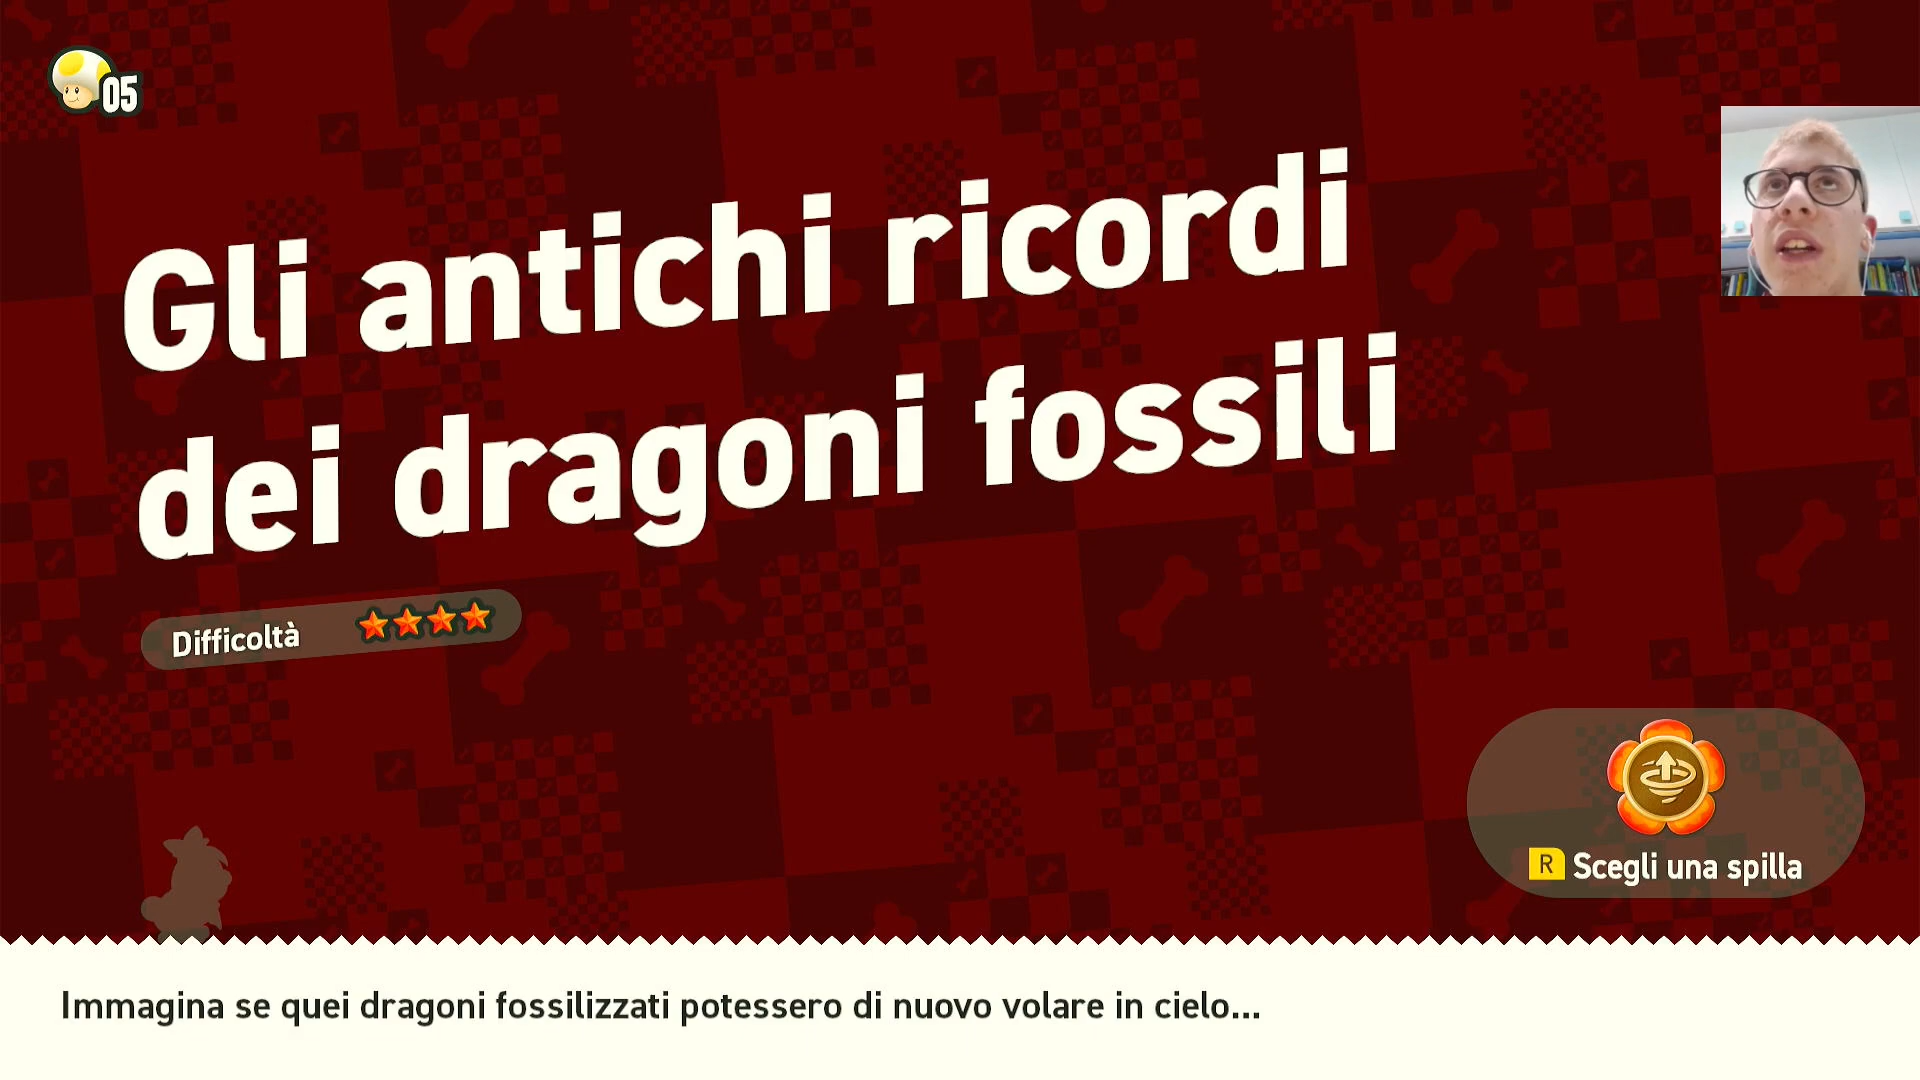 05
Gli antichi ricordi
dei dragoni fossili
Difficoltà
R Scegli una spilla
Immagina se quei dragoni fossilizzati potessero di nuovo volare in cielo...